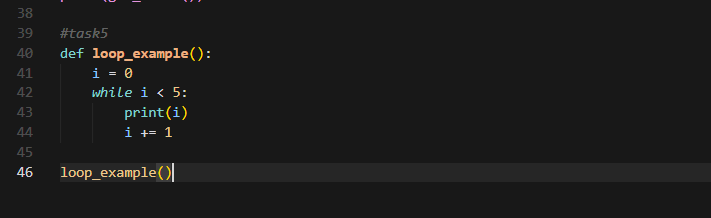 38
39 #task5
40 def loop_example():
41     i = 0
42     while i < 5:
43         print(i)
44         i += 1
45
46 loop_example()